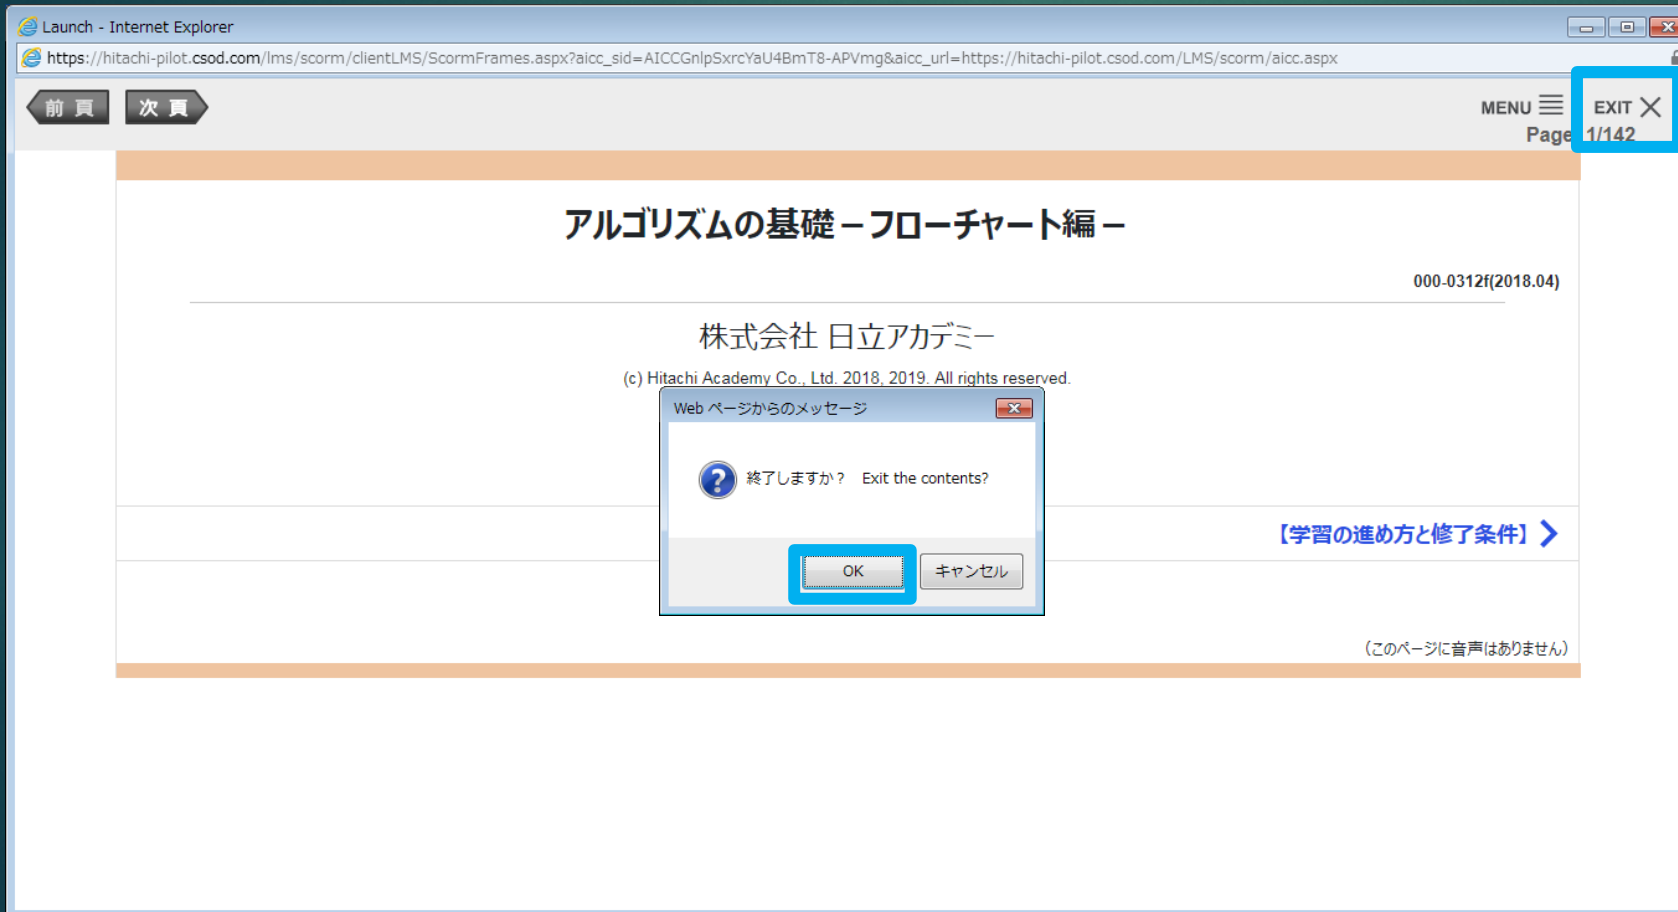 Launch - Internet Explorer
https://hitachi-pilot.csod.com/lms/scorm/clientLMS/ScormFrames.aspx?aicc_sid=AICCGnlpSxrcYaU4BmT8-APVmg&aicc_url=https://hitachi-pilot.csod.com/LMS/scorm/aicc.aspx
前 頁 次 頁 MENU EXIT
Page 1/142
アルゴリズムの基礎－フローチャート編－
000-0312f(2018.04)
株式会社 日立アカデミー
(c) Hitachi Academy Co., Ltd. 2018, 2019. All rights reserved.
Web ページからのメッセージ
終了しますか？ Exit the contents?
OK キャンセル
【学習の進め方と修了条件】
（このページに音声はありません）